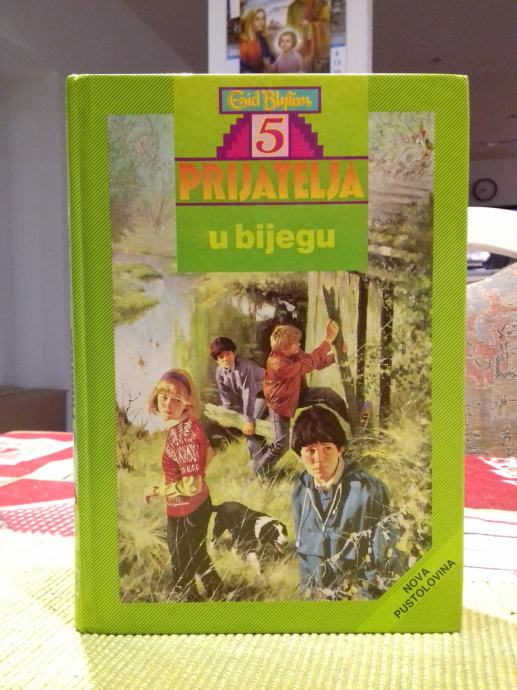 Enid Blyton
5
PRIJATELJA
u bijegu
NOVA
PUSTOLOVINA